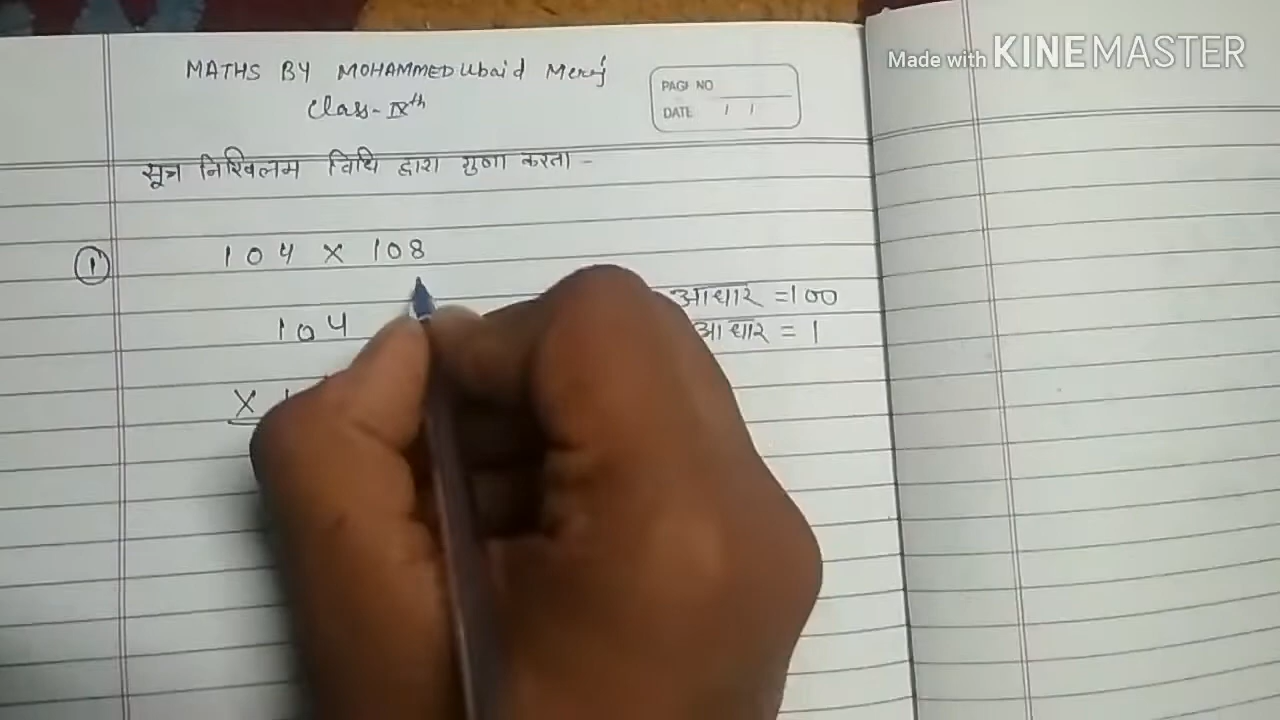 Made with KINEMASTER
MATHS BY MOHAMMED Ubaid Meraj
Class-IXth
PAGE NO
DATE / /
सूत्र निखिलम विधि द्वारा गुणा करता -
1 104 x 108
आधार = 100
104
आधार = 1
X